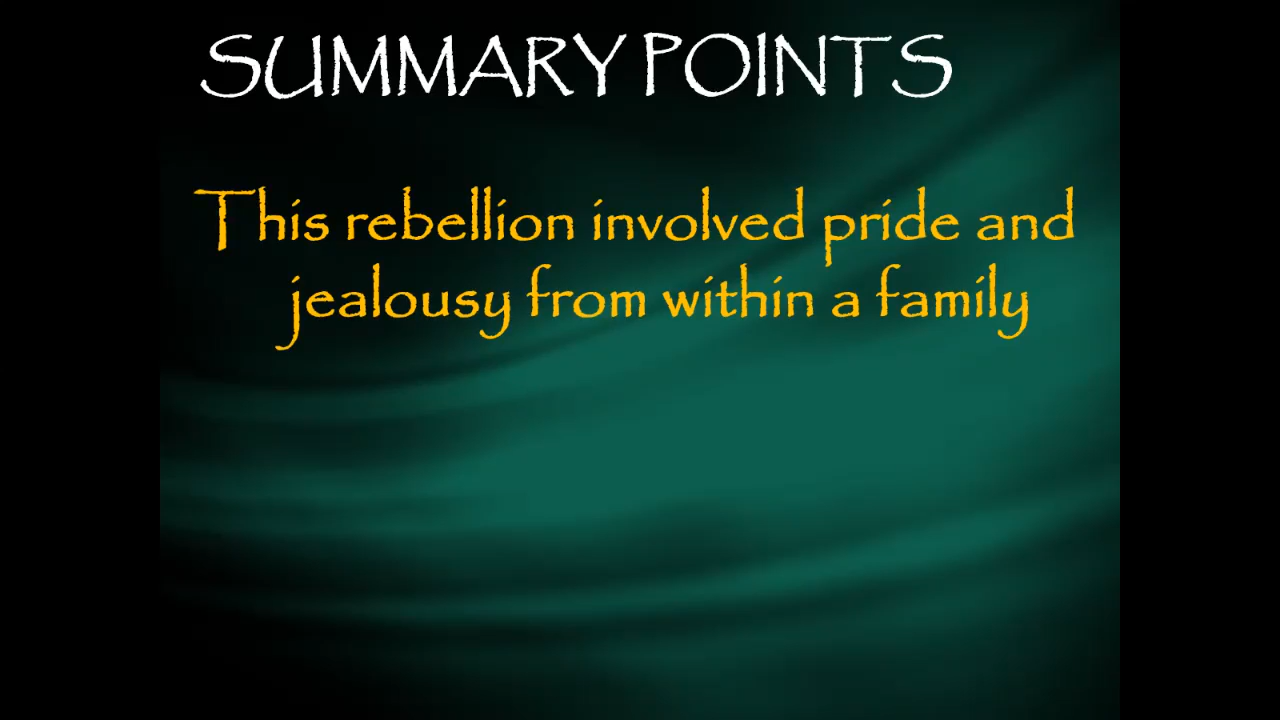 SUMMARY POINTS
This rebellion involved pride and
jealousy from within a family